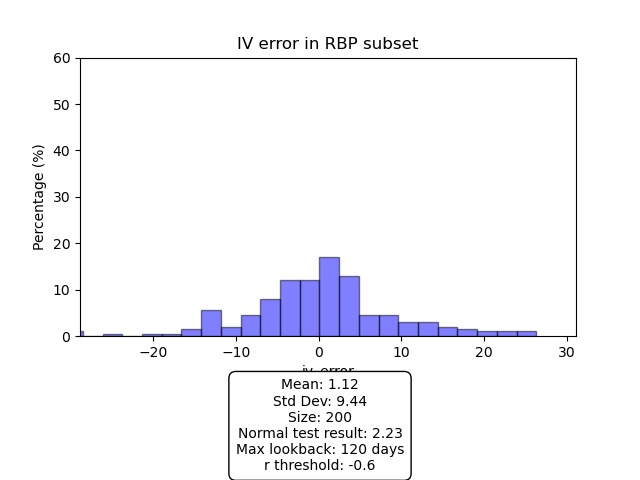 IV error in RBP subset
60
50
40
30
20
10
0
Percentage (%)
−20
−10
0
10
20
30
iv_error
Mean: 1.12
Std Dev: 9.44
Size: 200
Normal test result: 2.23
Max lookback: 120 days
r threshold: -0.6